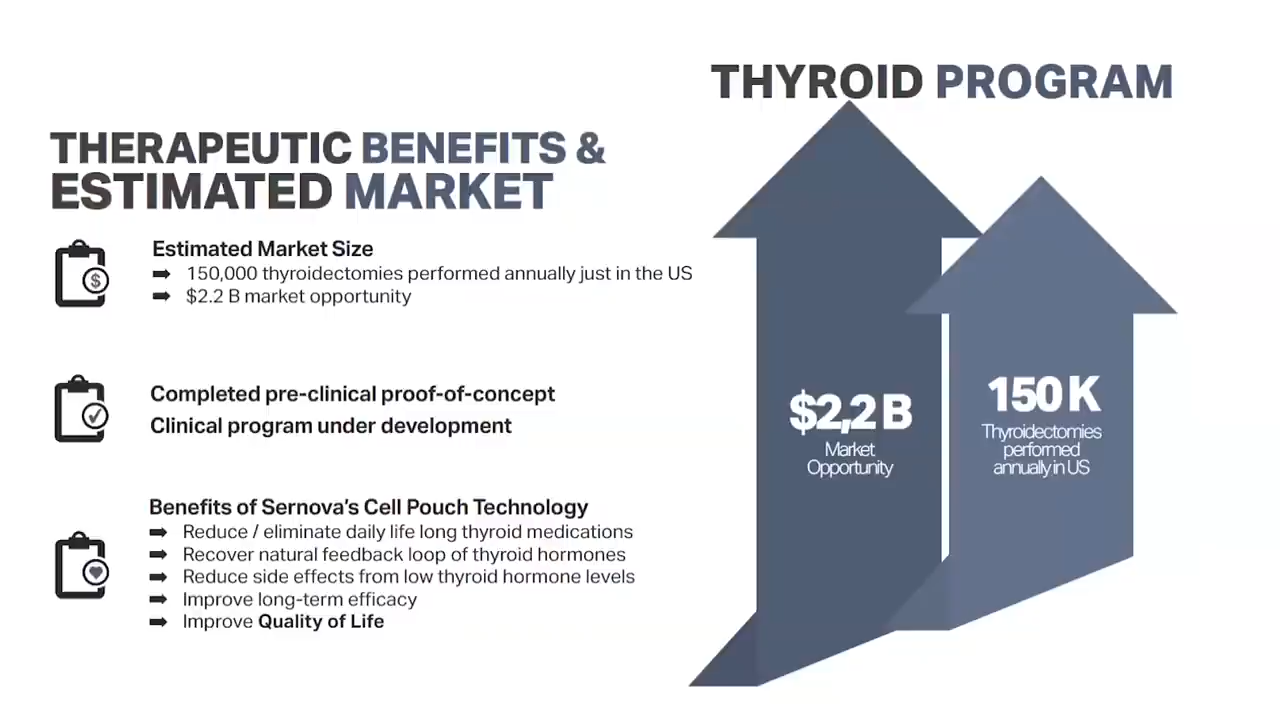 THYROID PROGRAM
THERAPEUTIC BENEFITS &
ESTIMATED MARKET
Estimated Market Size
➡ 150,000 thyroidectomies performed annually just in the US
➡ $2.2 B market opportunity
Completed pre-clinical proof-of-concept
Clinical program under development
Benefits of Sernova’s Cell Pouch Technology
➡ Reduce / eliminate daily life long thyroid medications
➡ Recover natural feedback loop of thyroid hormones
➡ Reduce side effects from low thyroid hormone levels
➡ Improve long-term efficacy
➡ Improve Quality of Life
$2,2 B
Market
Opportunity
150 K
Thyroidectomies
performed
annually in US